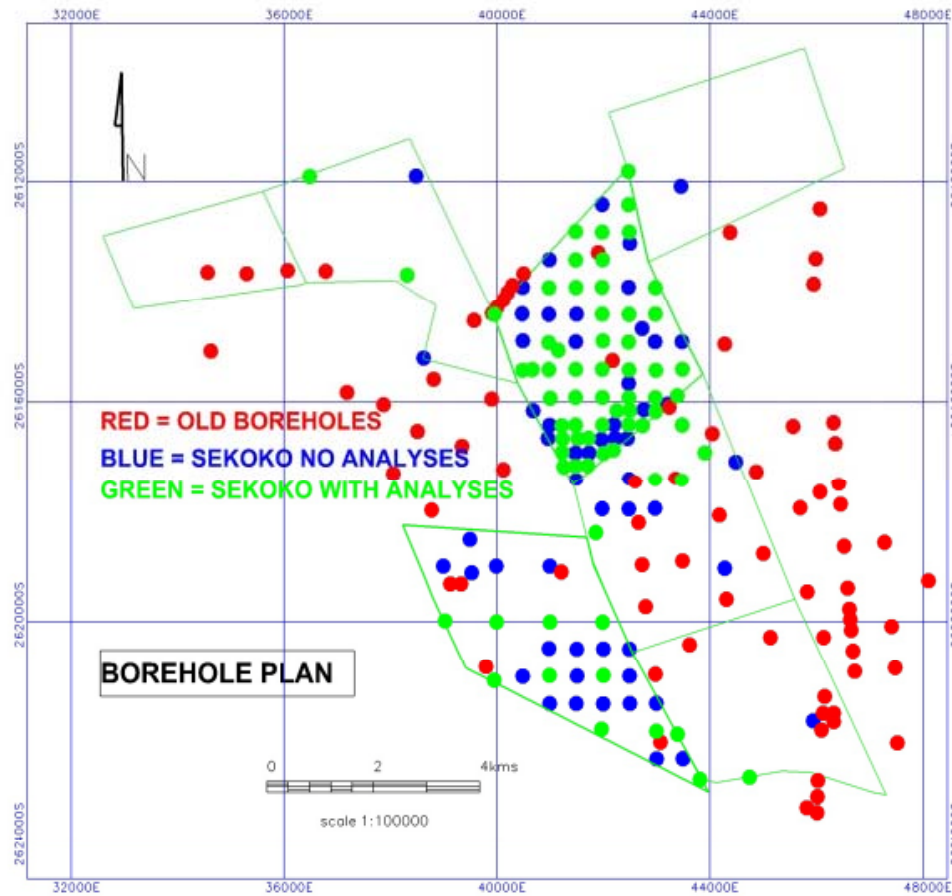 32000E 36000E 40000E 44000E 48000E
N
2612000S
2616000S
RED = OLD BOREHOLES
BLUE = SEKOKO NO ANALYSES
GREEN = SEKOKO WITH ANALYSES
2620000S
BOREHOLE PLAN
0 2 4kms
scale 1:100000
2624000S
32000E 36000E 40000E 44000E 48000E